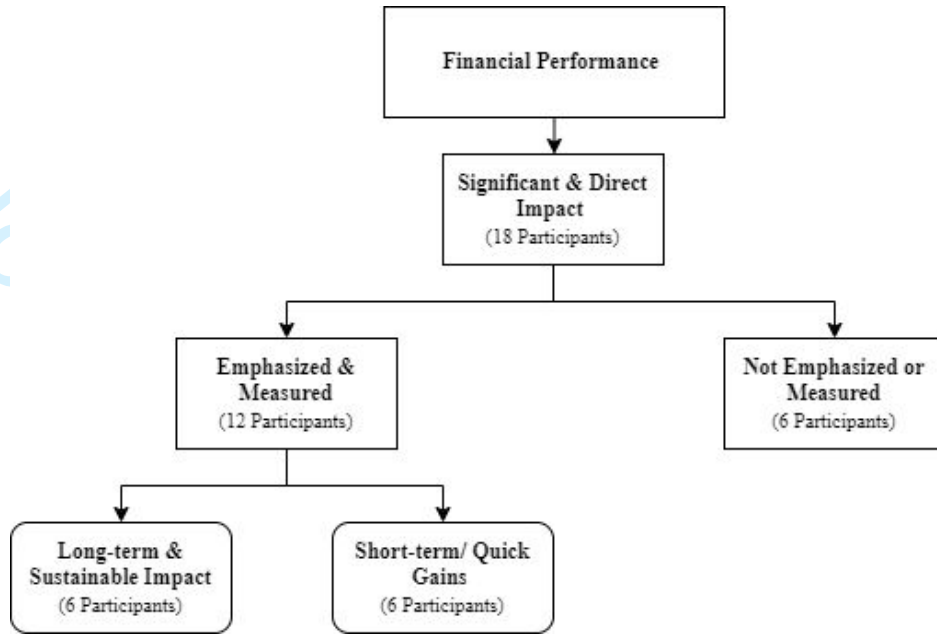 Financial Performance
Significant & Direct
Impact
(18 Participants)
Emphasized &
Measured
(12 Participants)
Not Emphasized or
Measured
(6 Participants)
Long-term &
Sustainable Impact
(6 Participants)
Short-term/ Quick
Gains
(6 Participants)